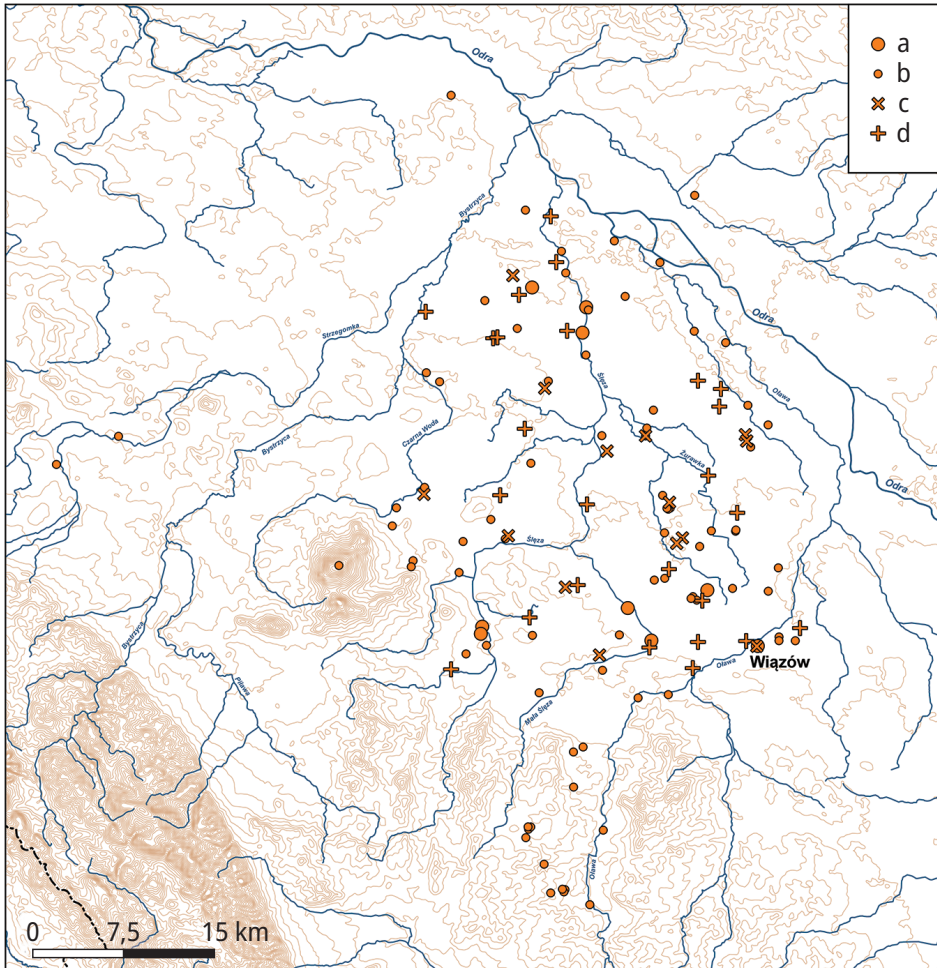 a
b
c
d
Odra
Bystrzyca
Odra
Strzegomka
Oława
Ślęza
Czarna Woda
Bystrzyca
Żurawka
Odra
Ślęza
Bystrzyca
Oława
Wiązów
Piława
Mała Ślęza
Oława
0 7,5 15 km